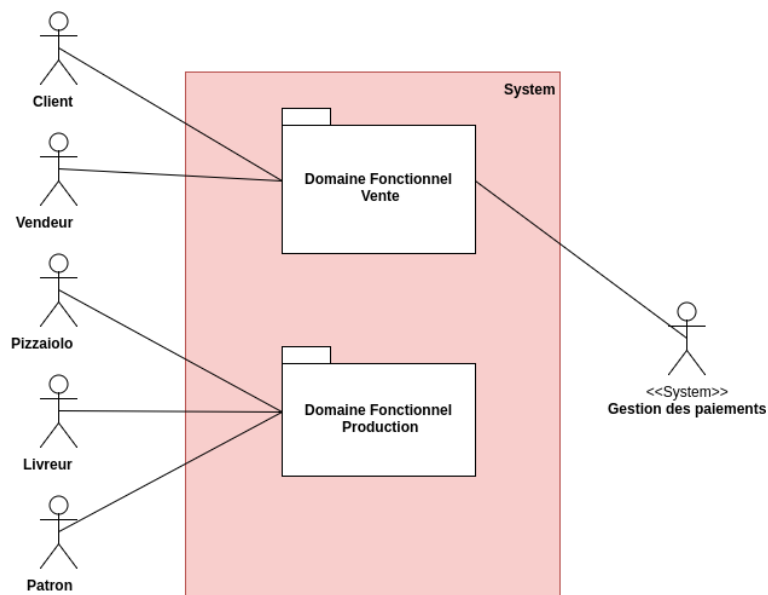 Client
System
Domaine Fonctionnel
Vente
Vendeur
Pizzaiolo
Domaine Fonctionnel
Production
<<System>>
Gestion des paiements
Livreur
Patron